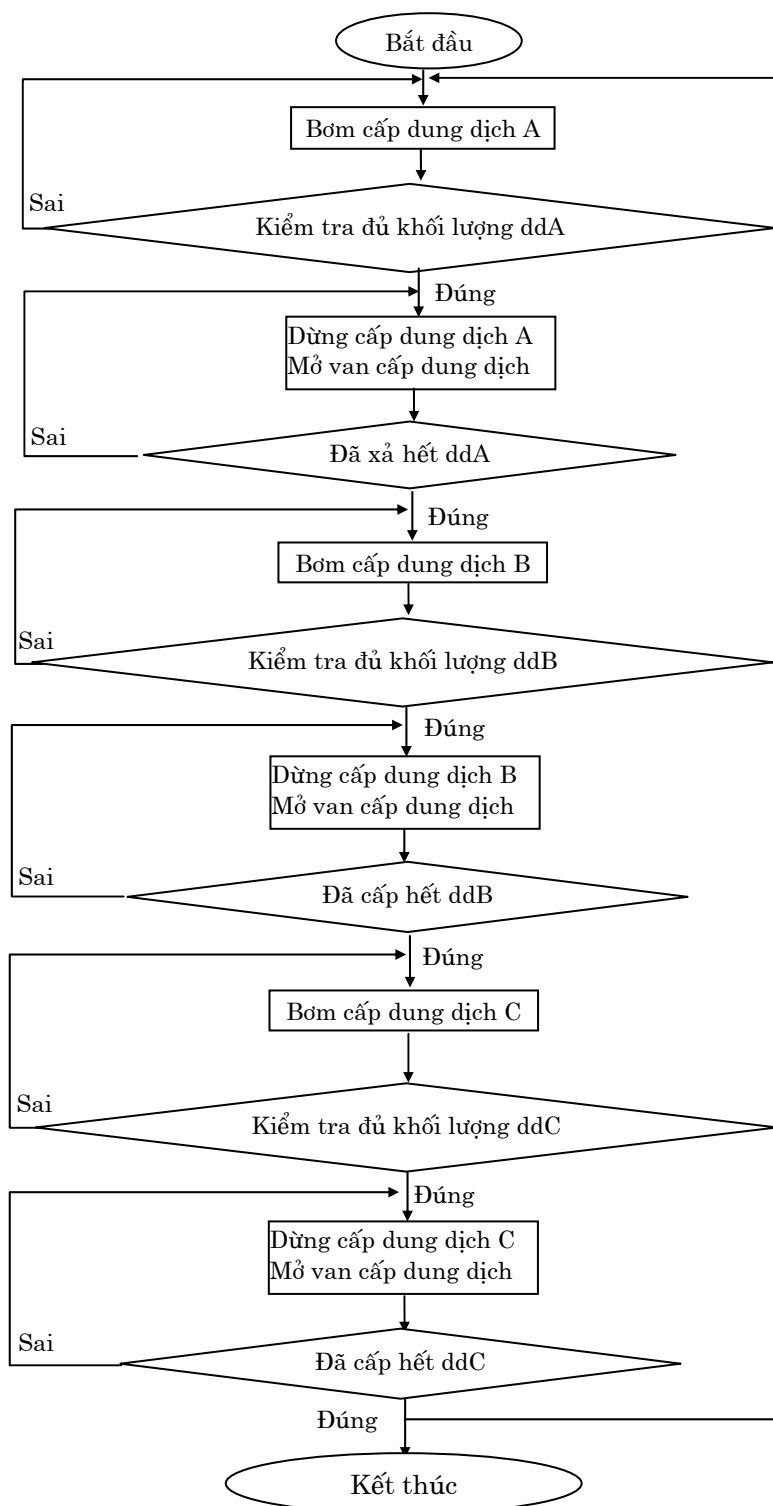 Bắt đầu
Bơm cấp dung dịch A
Sai
Kiểm tra đủ khối lượng ddA
Đúng
Dừng cấp dung dịch A
Mở van cấp dung dịch
Sai
Đã xả hết ddA
Đúng
Bơm cấp dung dịch B
Sai
Kiểm tra đủ khối lượng ddB
Đúng
Dừng cấp dung dịch B
Mở van cấp dung dịch
Sai
Đã cấp hết ddB
Đúng
Bơm cấp dung dịch C
Sai
Kiểm tra đủ khối lượng ddC
Đúng
Dừng cấp dung dịch C
Mở van cấp dung dịch
Sai
Đã cấp hết ddC
Đúng
Kết thúc